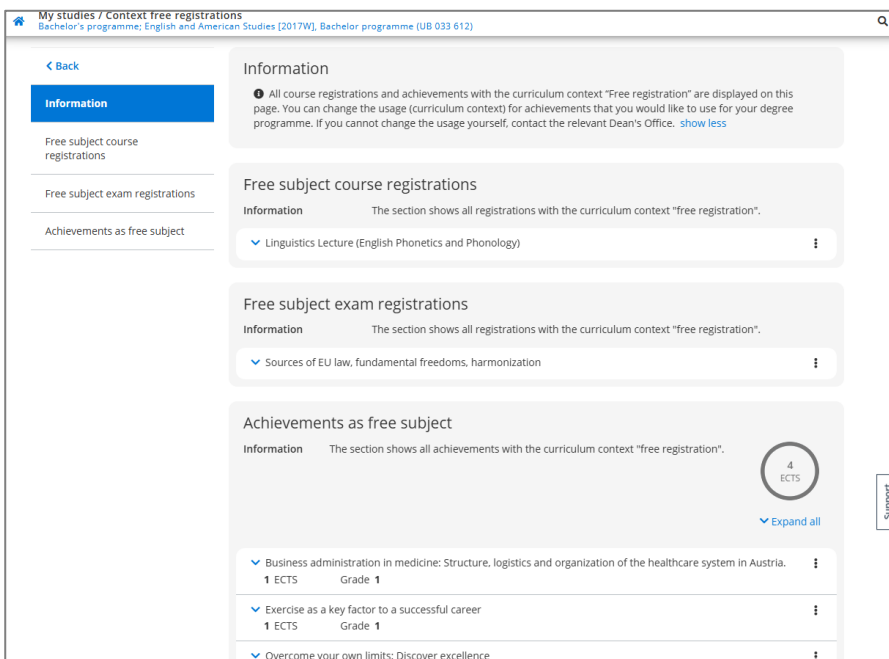 My studies / Context free registrations
Bachelor's programme; English and American Studies [2017W], Bachelor programme (UB 033 612)
Back
Information
Free subject course
registrations
Free subject exam registrations
Achievements as free subject
Information
All course registrations and achievements with the curriculum context "Free registration" are displayed on this
page. You can change the usage (curriculum context) for achievements that you would like to use for your degree
programme. If you cannot change the usage yourself, contact the relevant Dean's Office. show less
Free subject course registrations
Information The section shows all registrations with the curriculum context "free registration".
Linguistics Lecture (English Phonetics and Phonology)
Free subject exam registrations
Information The section shows all registrations with the curriculum context "free registration".
Sources of EU law, fundamental freedoms, harmonization
Achievements as free subject
Information The section shows all achievements with the curriculum context "free registration".
4
ECTS
Expand all
Business administration in medicine: Structure, logistics and organization of the healthcare system in Austria.
1 ECTS Grade 1
Exercise as a key factor to a successful career
1 ECTS Grade 1
Overcome your own limits: Discover excellence
Support